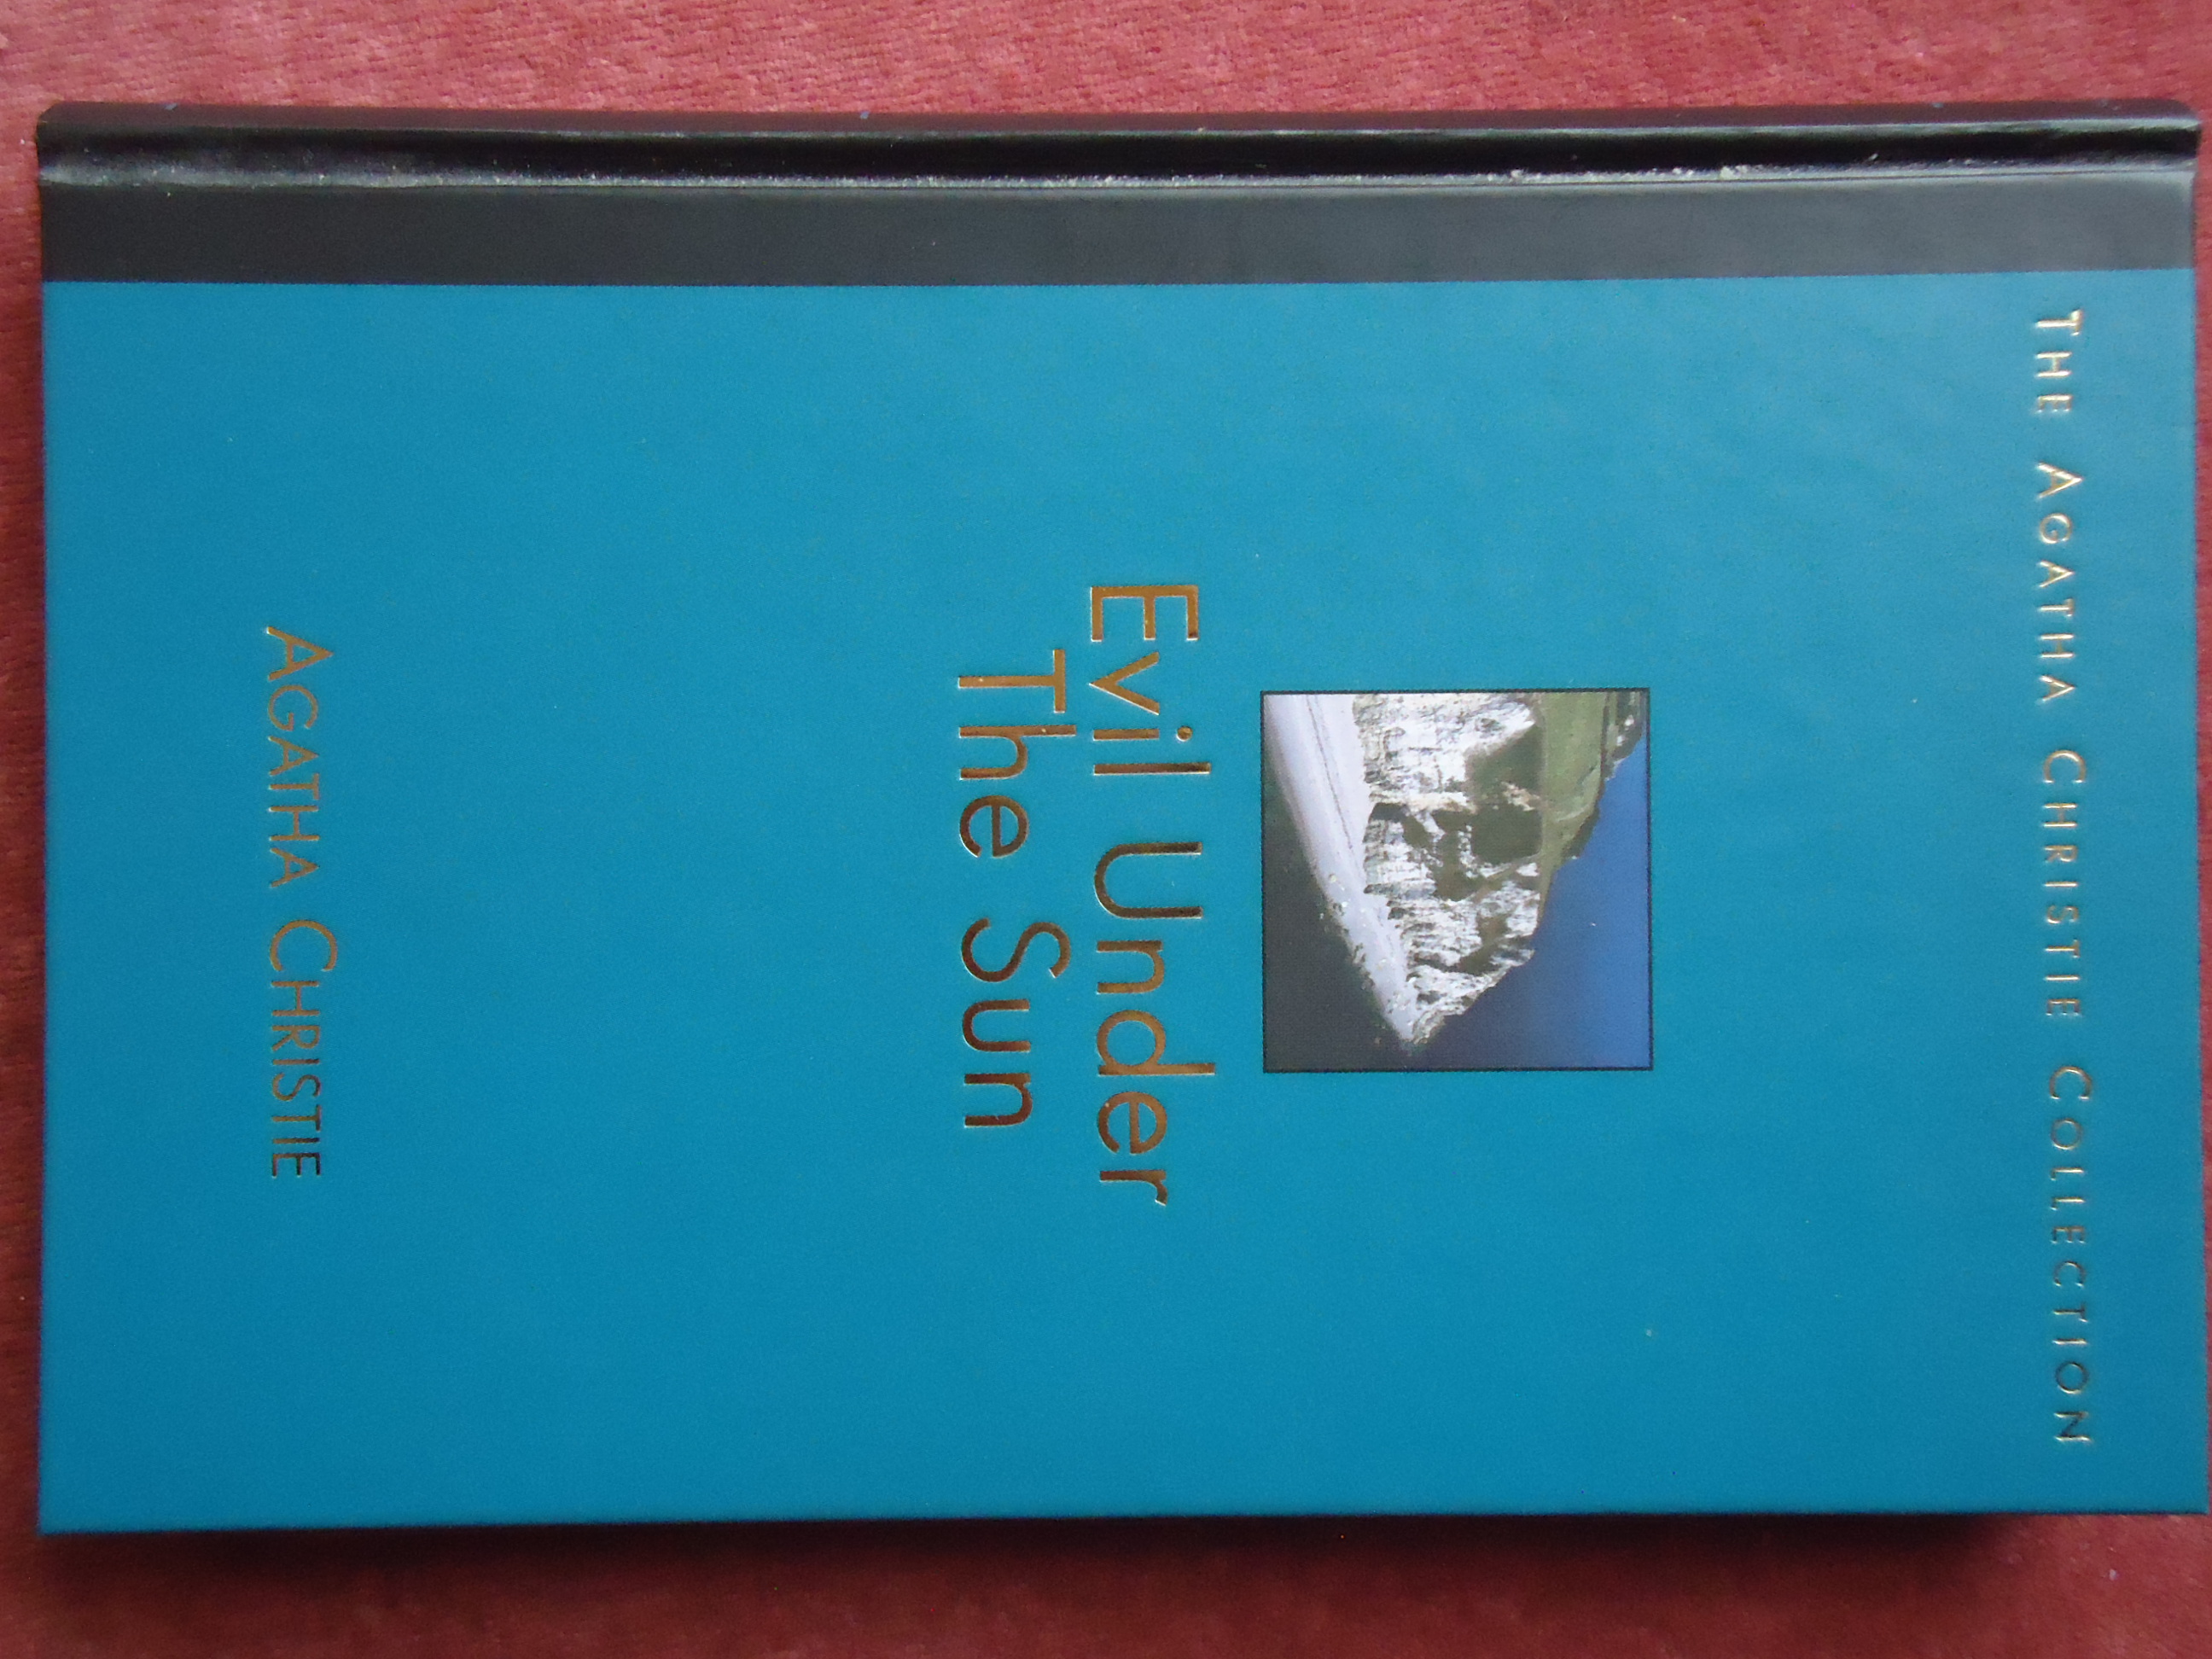 THE AGATHA CHRISTIE COLLECTION
Evil Under
The Sun
AGATHA CHRISTIE